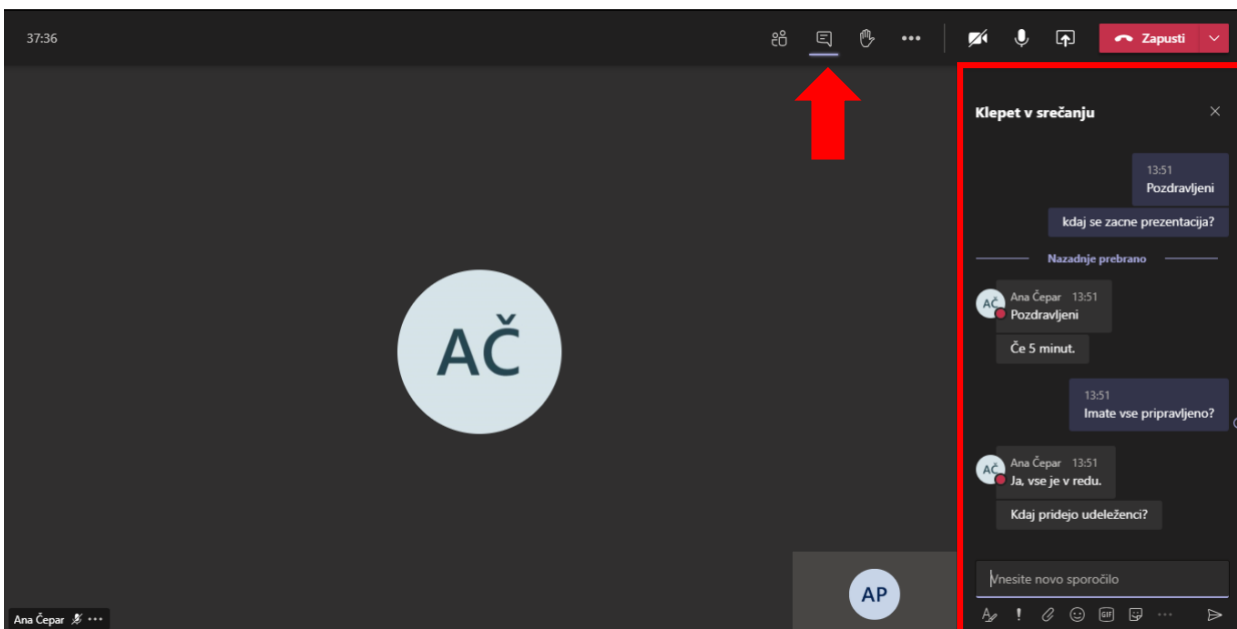 37:36
Zapusti
Klepet v srečanju
13:51
Pozdravljeni
kdaj se zacne prezentacija?
Nazadnje prebrano
AČ
Ana Čepar 13:51
Pozdravljeni
Če 5 minut.
13:51
Imate vse pripravljeno?
AČ
Ana Čepar 13:51
Ja, vse je v redu.
Kdaj pridejo udeleženci?
Vnesite novo sporočilo
GIF
AČ
AP
Ana Čepar